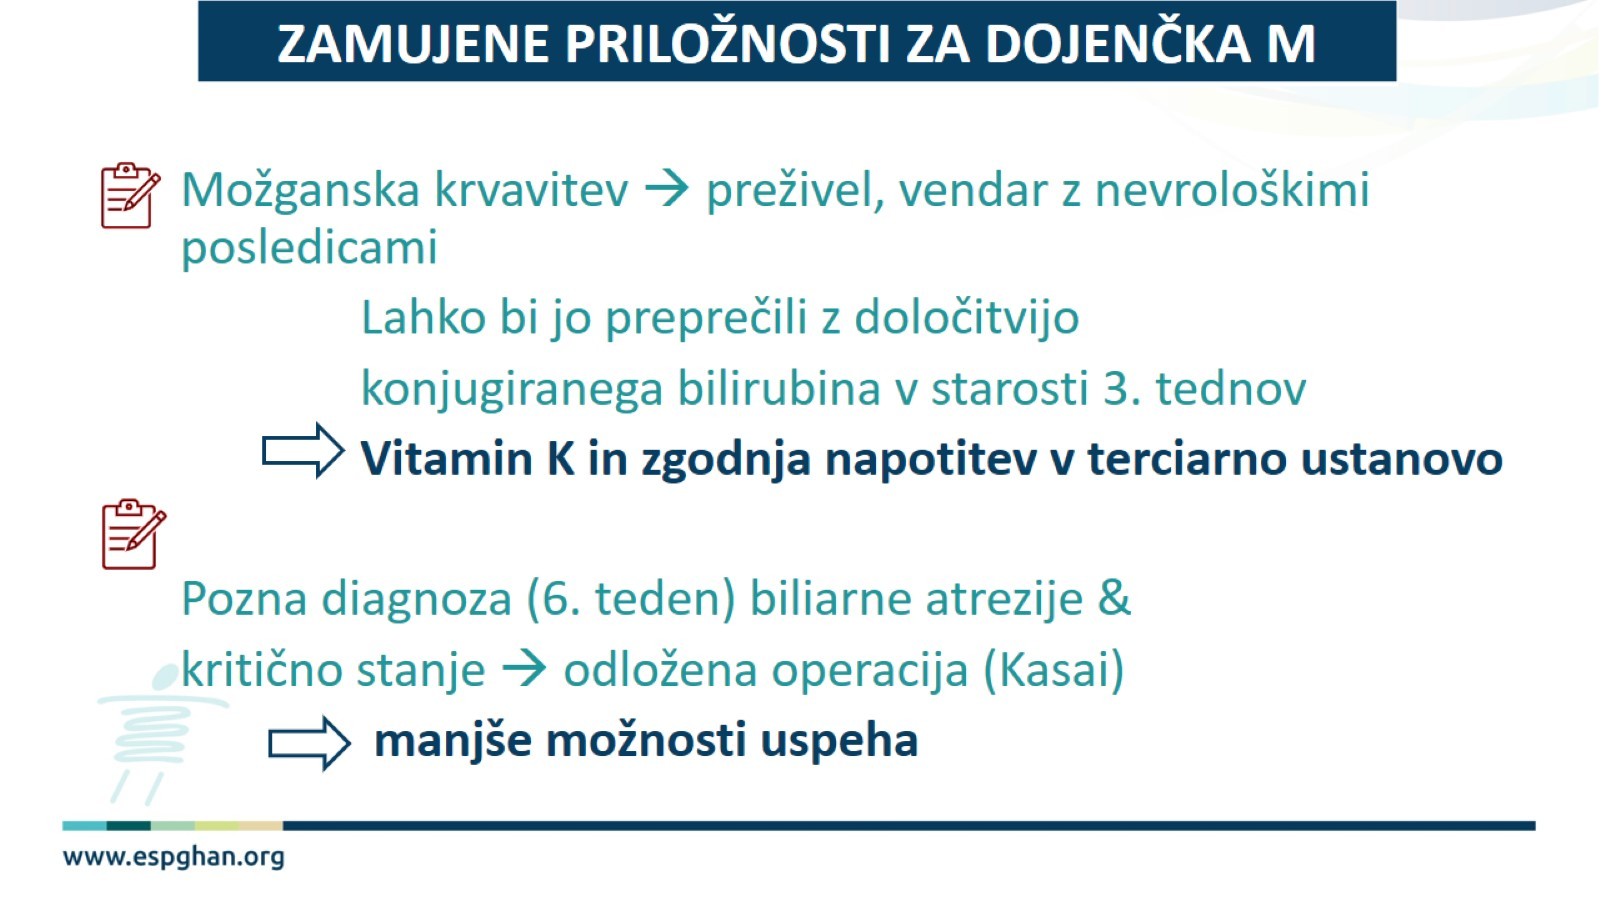 ZAMUJENE PRILOŽNOSTI ZA DOJENČKA M
Možganska krvavitev → preživel, vendar z nevrološkimi
posledicami
Lahko bi jo preprečili z določitvijo
konjugiranega bilirubina v starosti 3. tednov
Vitamin K in zgodnja napotitev v terciarno ustanovo
Pozna diagnoza (6. teden) biliarne atrezije &
kritično stanje → odložena operacija (Kasai)
manjše možnosti uspeha
www.espghan.org